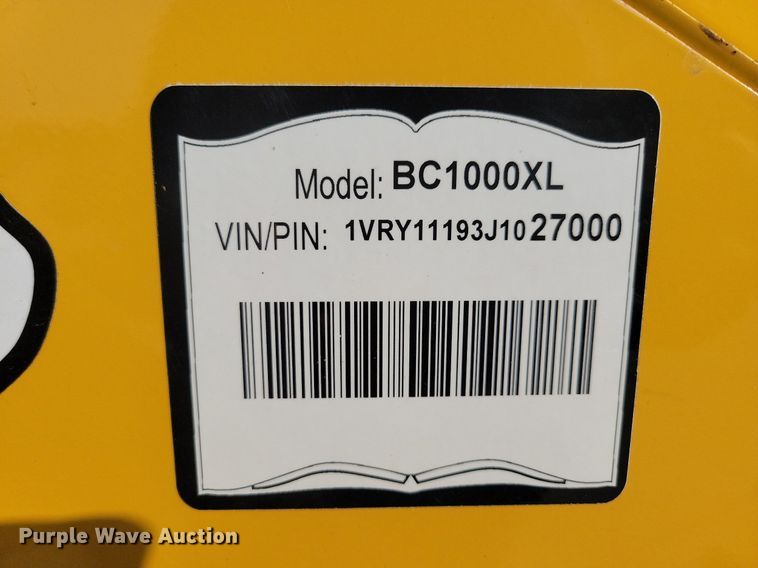 Model: BC1000XL
VIN/PIN: 1VRY11193J1027000
Purple Wave Auction